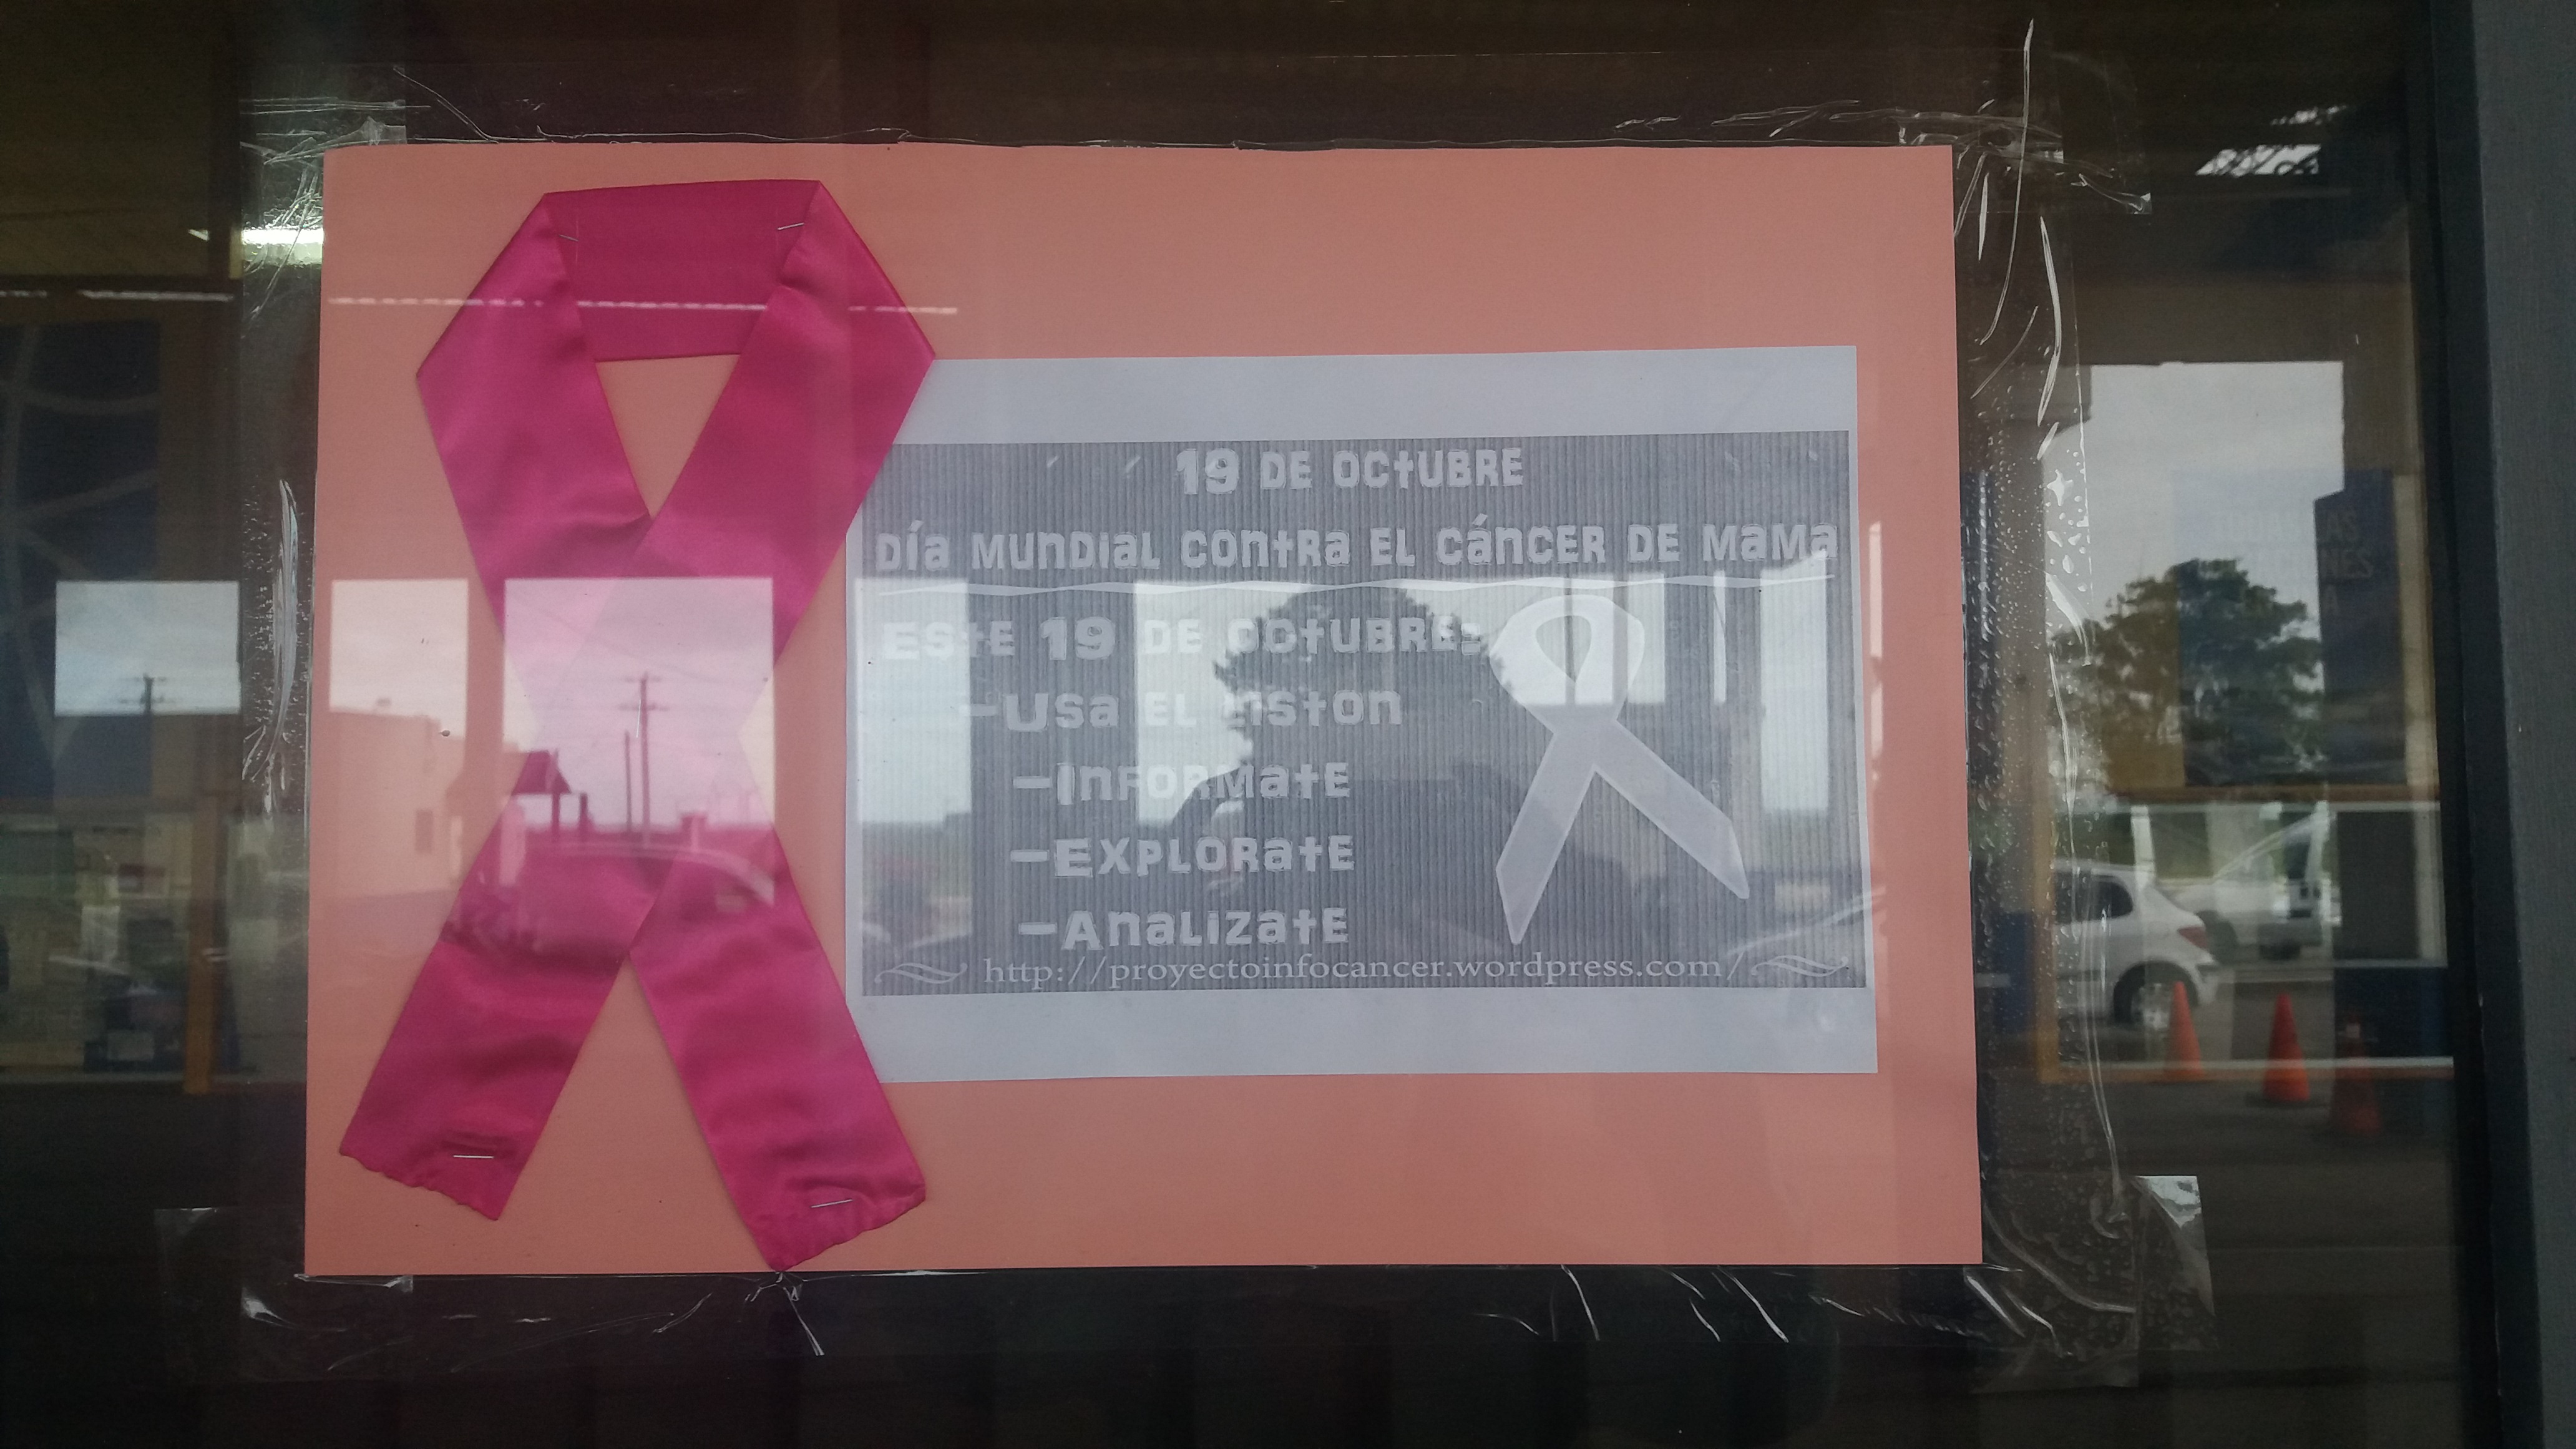 19 DE OCTUBRE
DÍA MUNDIAL CONTRA EL CÁNCER DE MAMA
ESTE 19 DE OCTUBRE:
-USA EL LISTON
-INFORMATE
-EXPLORATE
-ANALIZATE
http://proyectoinfocancer.wordpress.com/